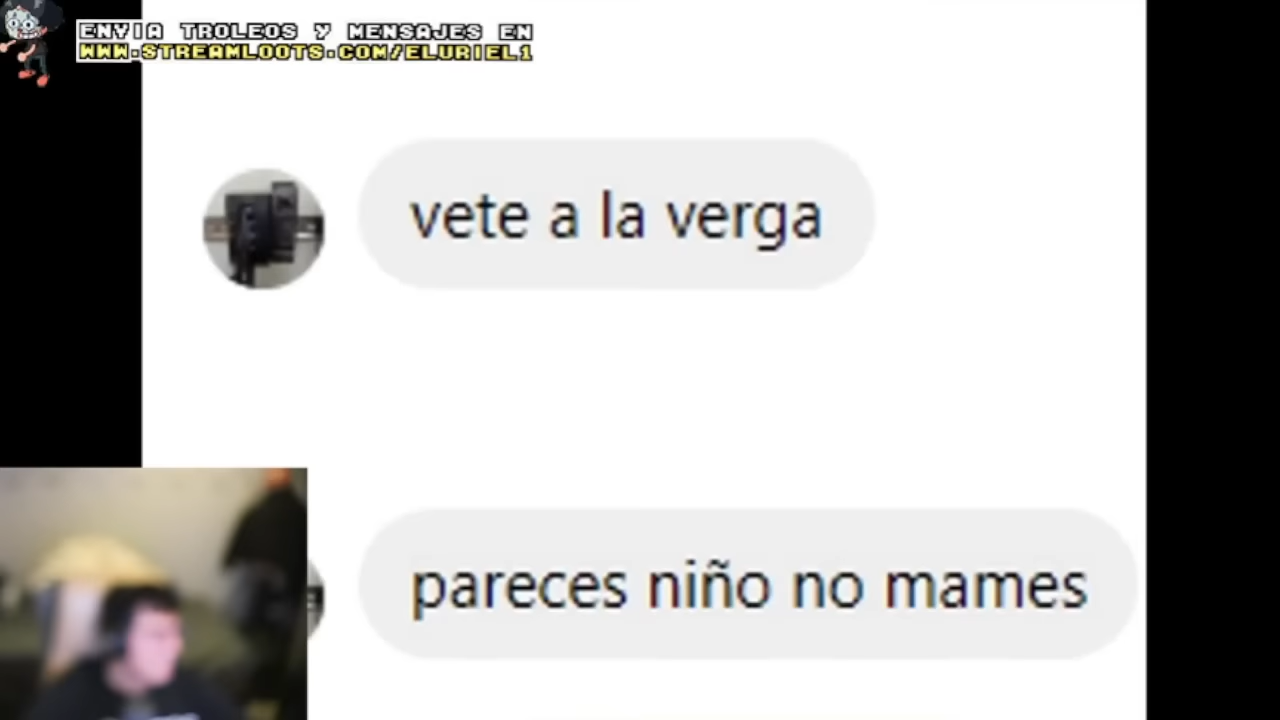 ENVIA TROLEOS Y MENSAJES EN
WWW.STREAMLOOTS.COM/ELURIEL1
vete a la verga
pareces niño no mames